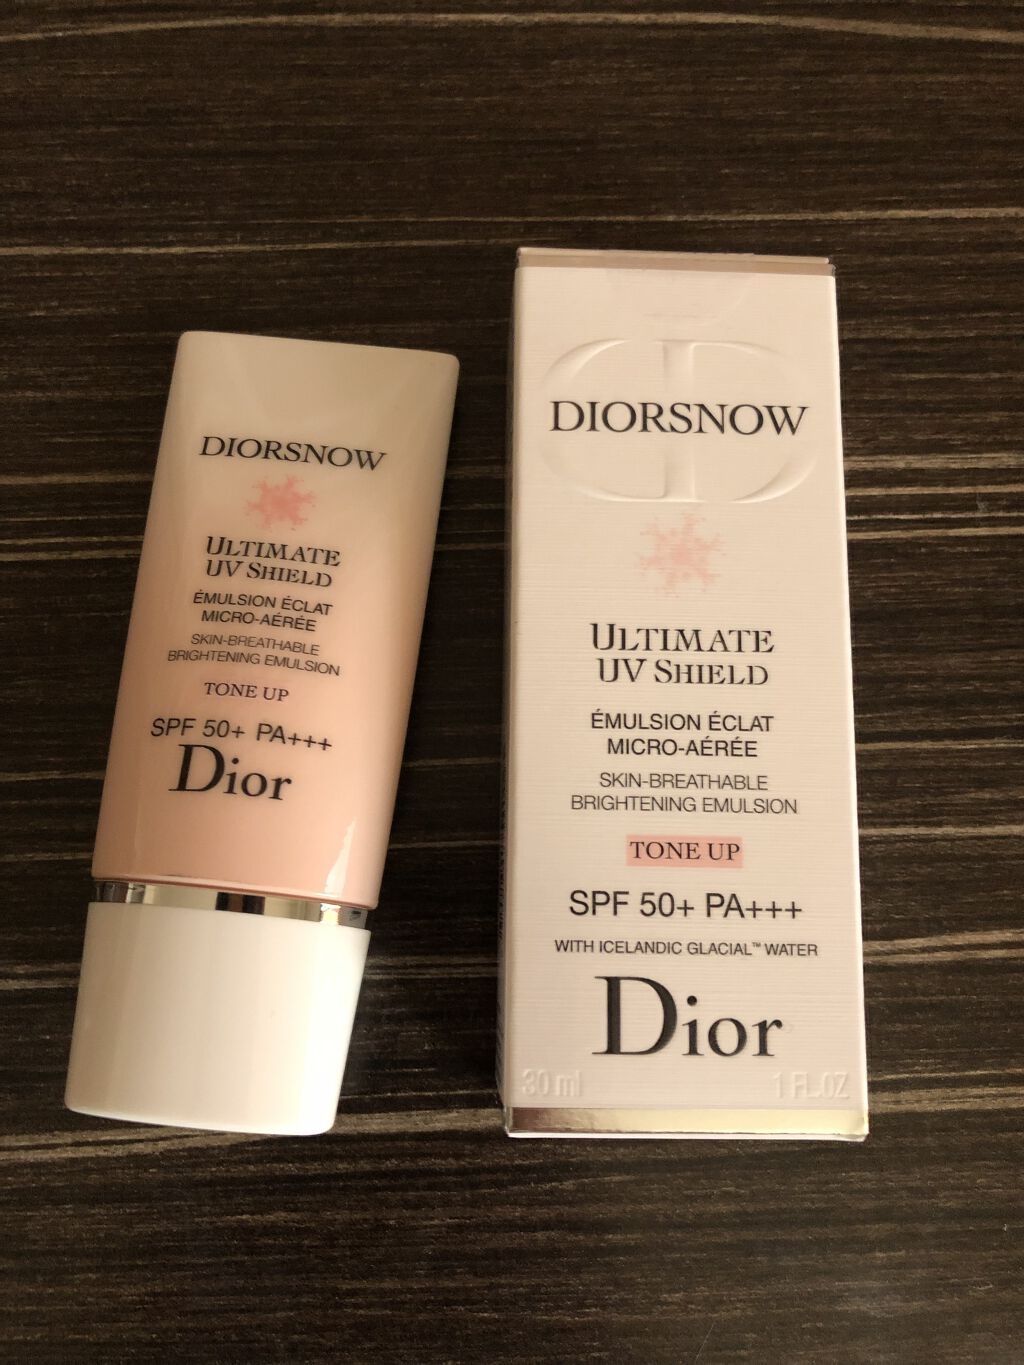 DIORSNOW
ULTIMATE
UV SHIELD
ÉMULSION ÉCLAT
MICRO-AÉRÉE
SKIN-BREATHABLE
BRIGHTENING EMULSION
TONE UP
SPF 50+ PA+++
Dior
DIORSNOW
ULTIMATE
UV SHIELD
ÉMULSION ÉCLAT
MICRO-AÉRÉE
SKIN-BREATHABLE
BRIGHTENING EMULSION
TONE UP
SPF 50+ PA+++
WITH ICELANDIC GLACIAL™ WATER
Dior
30 ml 1 FL.OZ